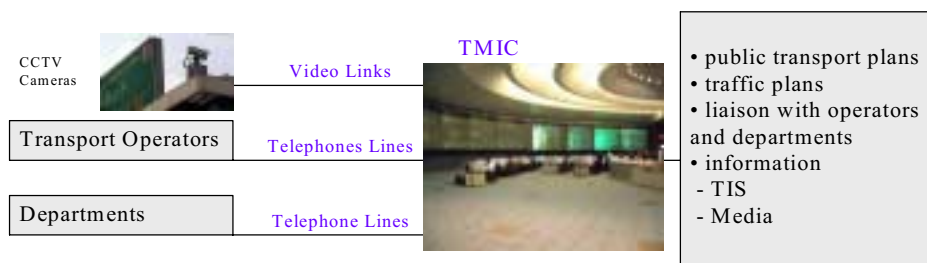 TMIC
CCTV
Cameras
Video Links
Transport Operators
Telephones Lines
Departments
Telephone Lines
• public transport plans
• traffic plans
• liaison with operators
and departments
• information
- TIS
- Media